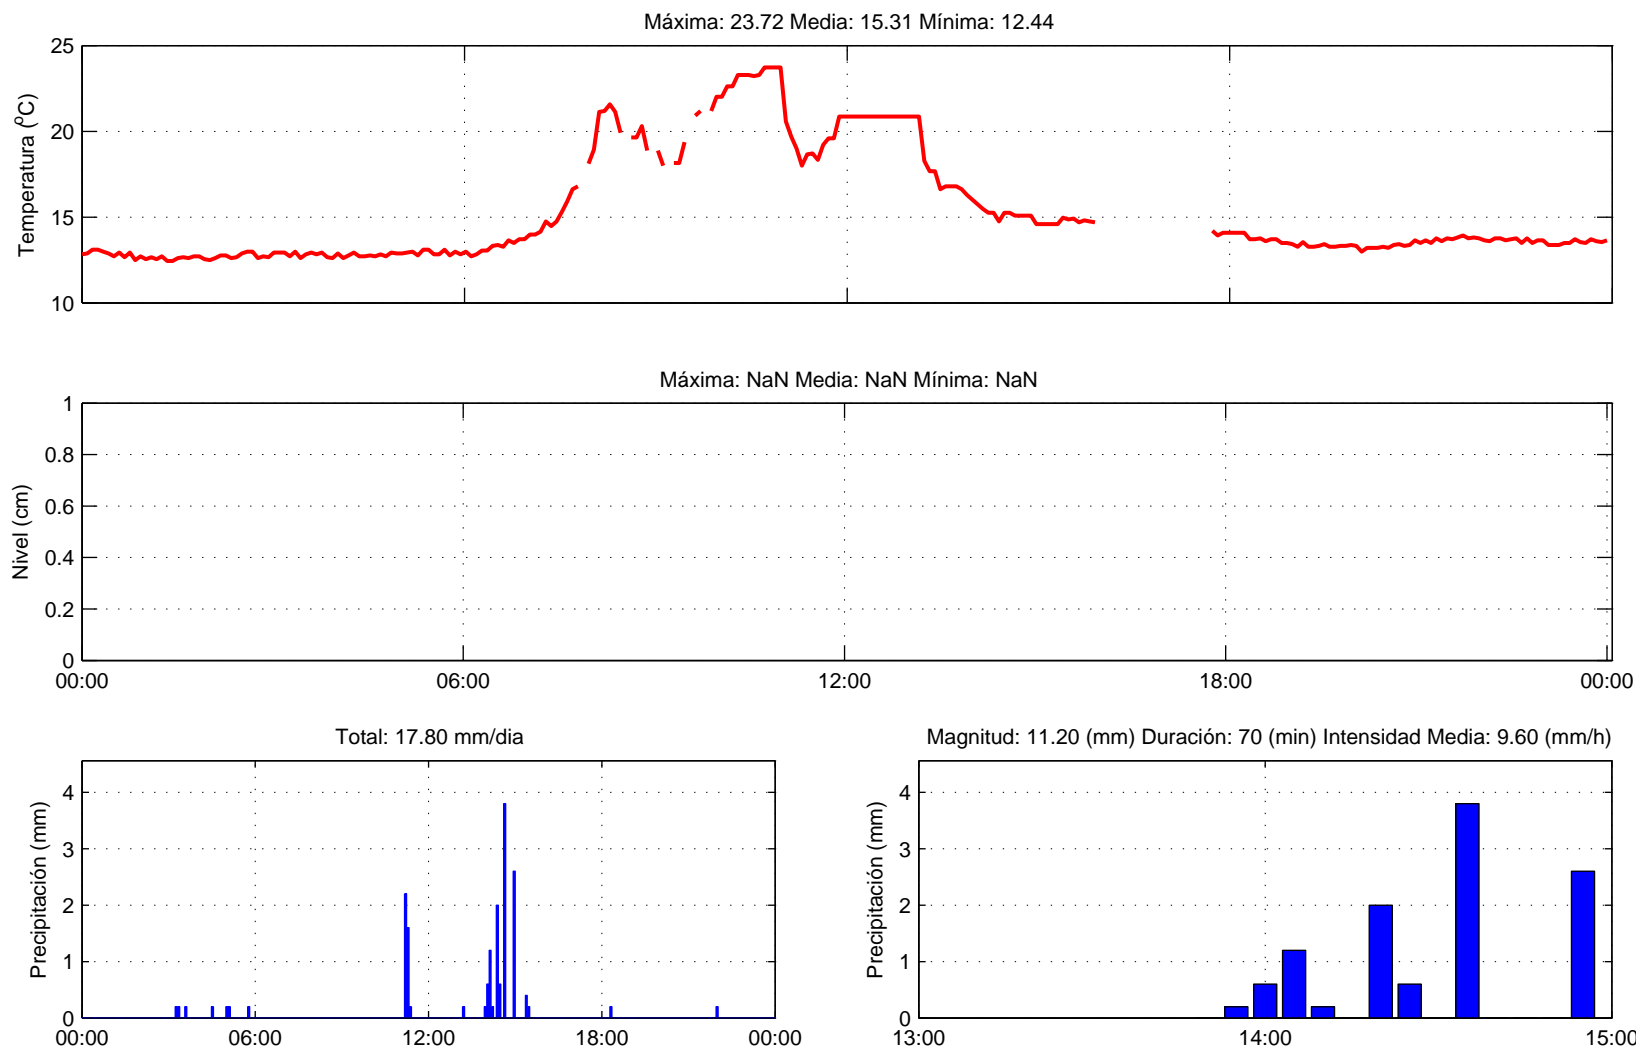 Máxima: 23.72 Media: 15.31 Mínima: 12.44
25
20
15
10
Temperatura (ºC)
Máxima: NaN Media: NaN Mínima: NaN
1
0.8
0.6
0.4
0.2
0
Nivel (cm)
00:00 06:00 12:00 18:00 00:00
Total: 17.80 mm/dia
4
3
2
1
0
Precipitación (mm)
00:00 06:00 12:00 18:00 00:00
Magnitud: 11.20 (mm) Duración: 70 (min) Intensidad Media: 9.60 (mm/h)
4
3
2
1
0
Precipitación (mm)
13:00 14:00 15:00